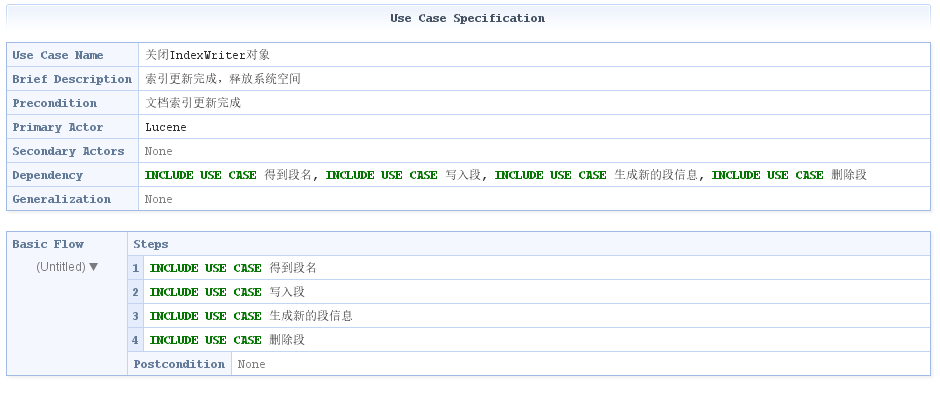 Use Case Specification
Use Case Name 关闭IndexWriter对象
Brief Description 索引更新完成，释放系统空间
Precondition 文档索引更新完成
Primary Actor Lucene
Secondary Actors None
Dependency INCLUDE USE CASE 得到段名, INCLUDE USE CASE 写入段, INCLUDE USE CASE 生成新的段信息, INCLUDE USE CASE 删除段
Generalization None
Basic Flow Steps
(Untitled) ▼
1 INCLUDE USE CASE 得到段名
2 INCLUDE USE CASE 写入段
3 INCLUDE USE CASE 生成新的段信息
4 INCLUDE USE CASE 删除段
Postcondition None